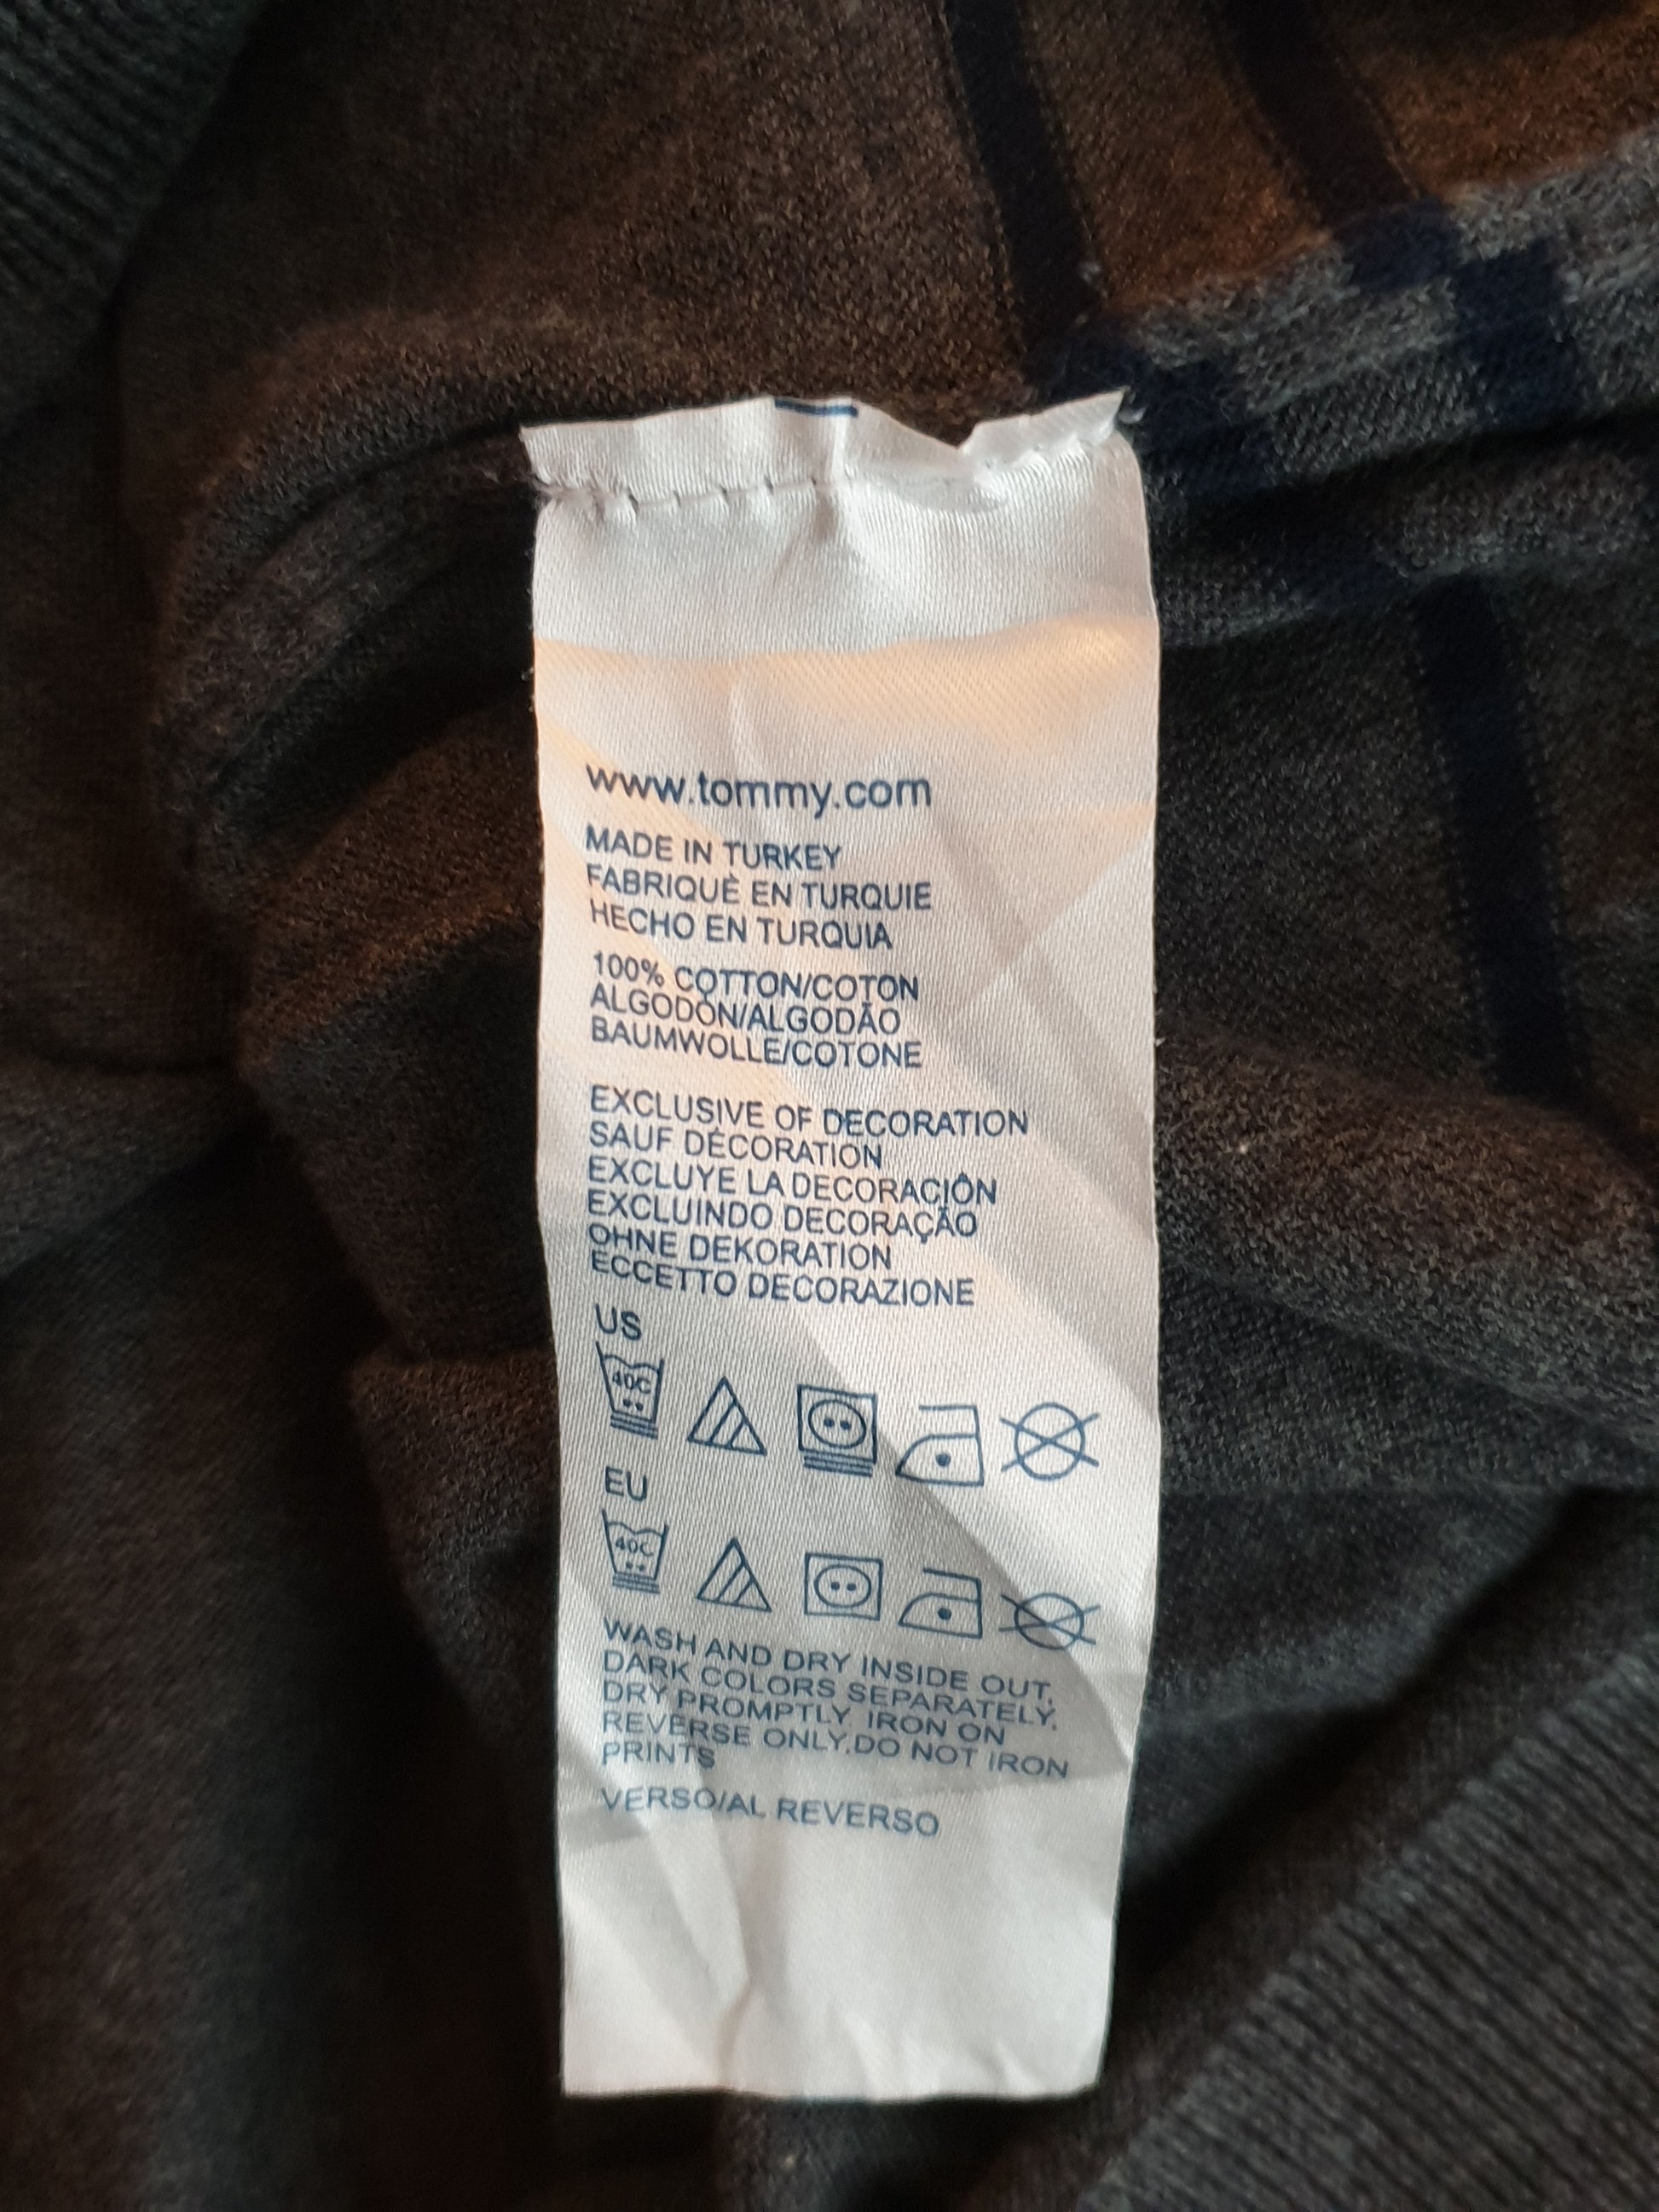 www.tommy.com
MADE IN TURKEY
FABRIQUÉ EN TURQUIE
HECHO EN TURQUIA
100% COTTON/COTON
ALGODÓN/ALGODÃO
BAUMWOLLE/COTONE
EXCLUSIVE OF DECORATION
SAUF DÉCORATION
EXCLUYE LA DECORACIÓN
EXCLUINDO DECORAÇÃO
OHNE DEKORATION
ECCETTO DECORAZIONE
US
40C
EU
40C
WASH AND DRY INSIDE OUT.
DARK COLORS SEPARATELY.
DRY PROMPTLY. IRON ON
REVERSE ONLY.DO NOT IRON
PRINTS
VERSO/AL REVERSO